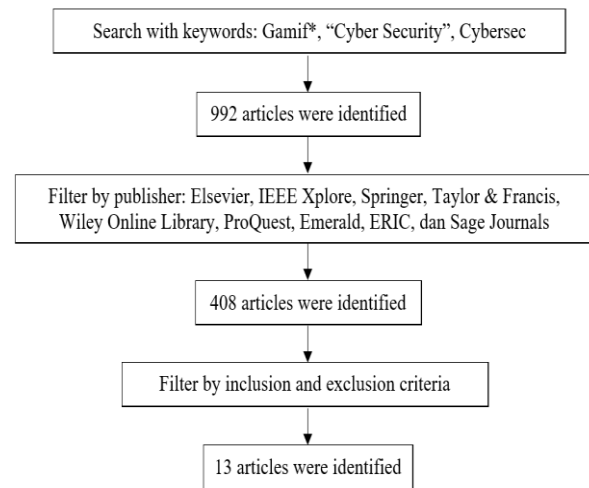 Search with keywords: Gamif*, “Cyber Security”, Cybersec
992 articles were identified
Filter by publisher: Elsevier, IEEE Xplore, Springer, Taylor & Francis,
Wiley Online Library, ProQuest, Emerald, ERIC, dan Sage Journals
408 articles were identified
Filter by inclusion and exclusion criteria
13 articles were identified